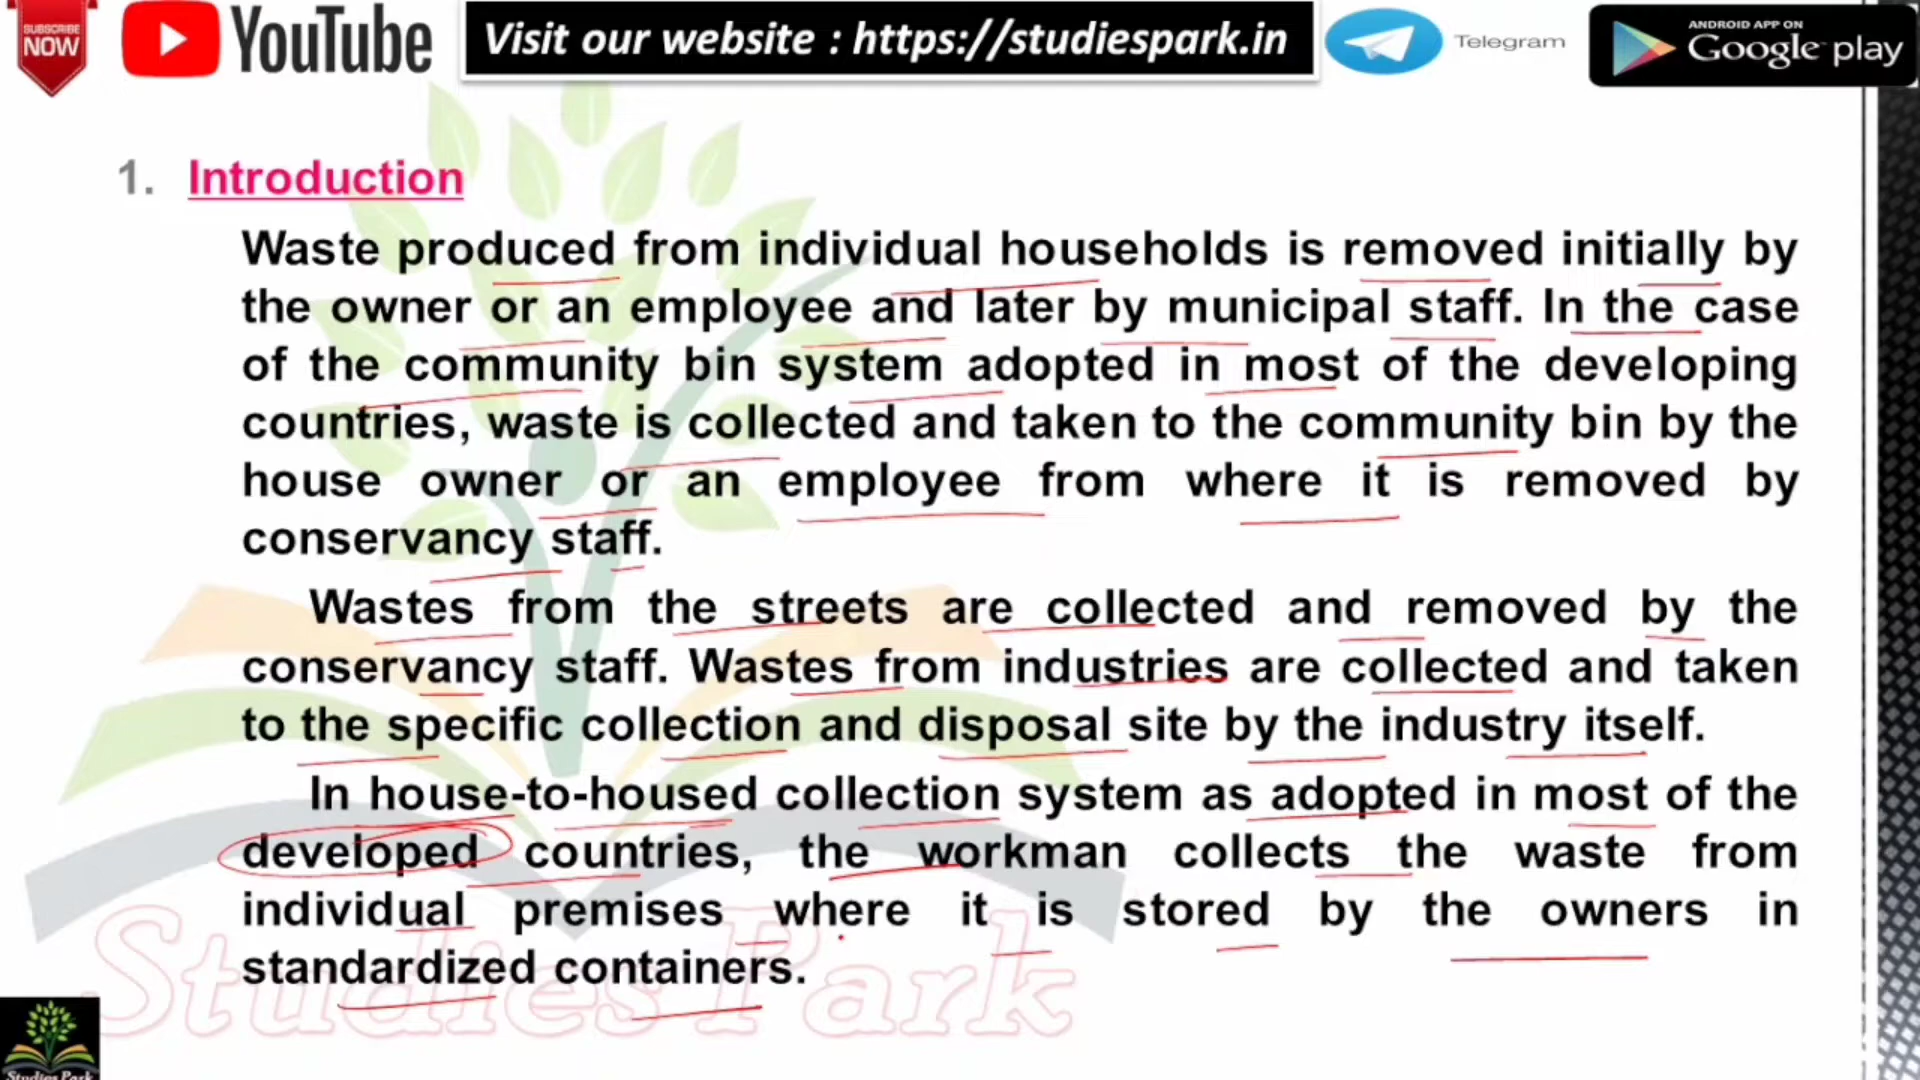 SUBSCRIBE
NOW
YouTube
Visit our website : https://studiespark.in
Telegram
ANDROID APP ON
Google play
1. Introduction
Waste produced from individual households is removed initially by
the owner or an employee and later by municipal staff. In the case
of the community bin system adopted in most of the developing
countries, waste is collected and taken to the community bin by the
house owner or an employee from where it is removed by
conservancy staff.
Wastes from the streets are collected and removed by the
conservancy staff. Wastes from industries are collected and taken
to the specific collection and disposal site by the industry itself.
In house-to-housed collection system as adopted in most of the
developed countries, the workman collects the waste from
individual premises where it is stored by the owners in
standardized containers.
Studies Park
Studies Park